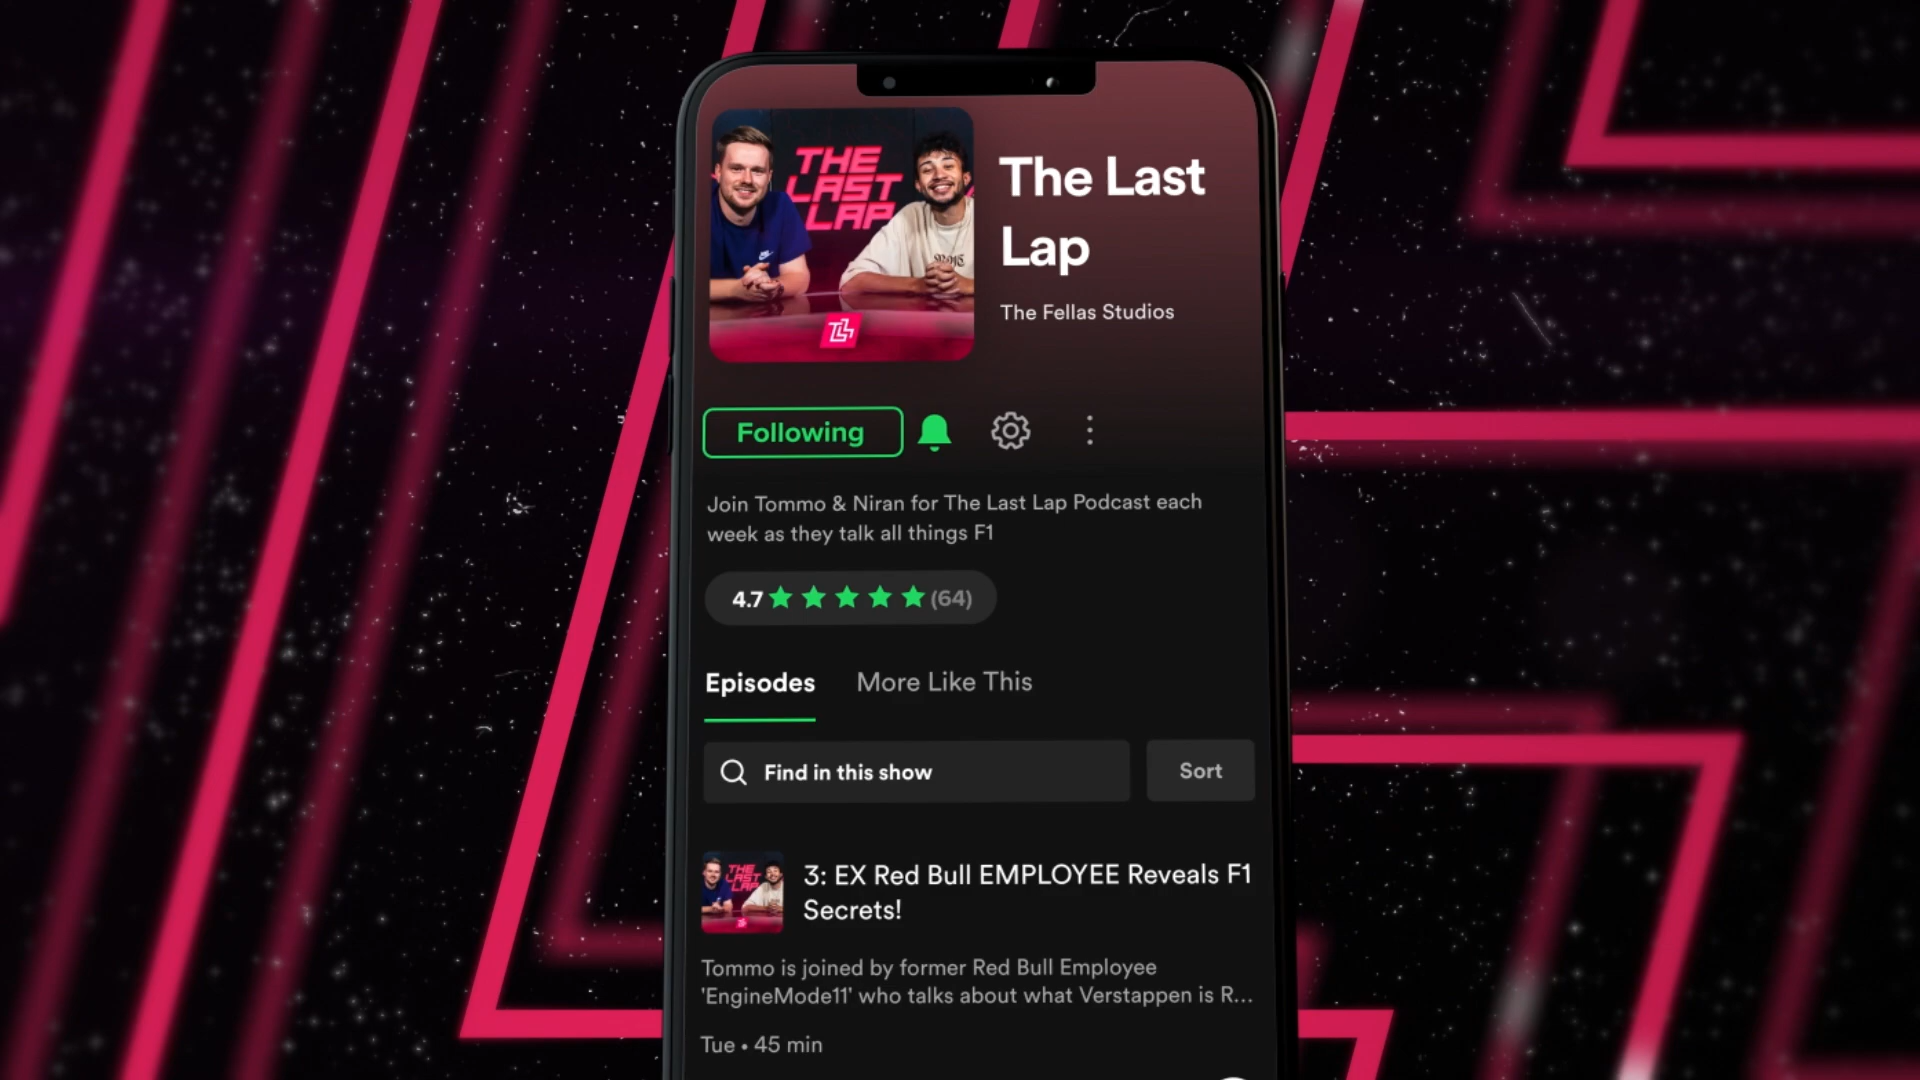 THE
LAST
LAP
The Last
Lap
The Fellas Studios
Following
Join Tommo & Niran for The Last Lap Podcast each
week as they talk all things F1
4.7 (64)
Episodes More Like This
Find in this show Sort
THE
LAST
LAP
3: EX Red Bull EMPLOYEE Reveals F1
Secrets!
Tommo is joined by former Red Bull Employee
'EngineMode11' who talks about what Verstappen is R...
Tue • 45 min